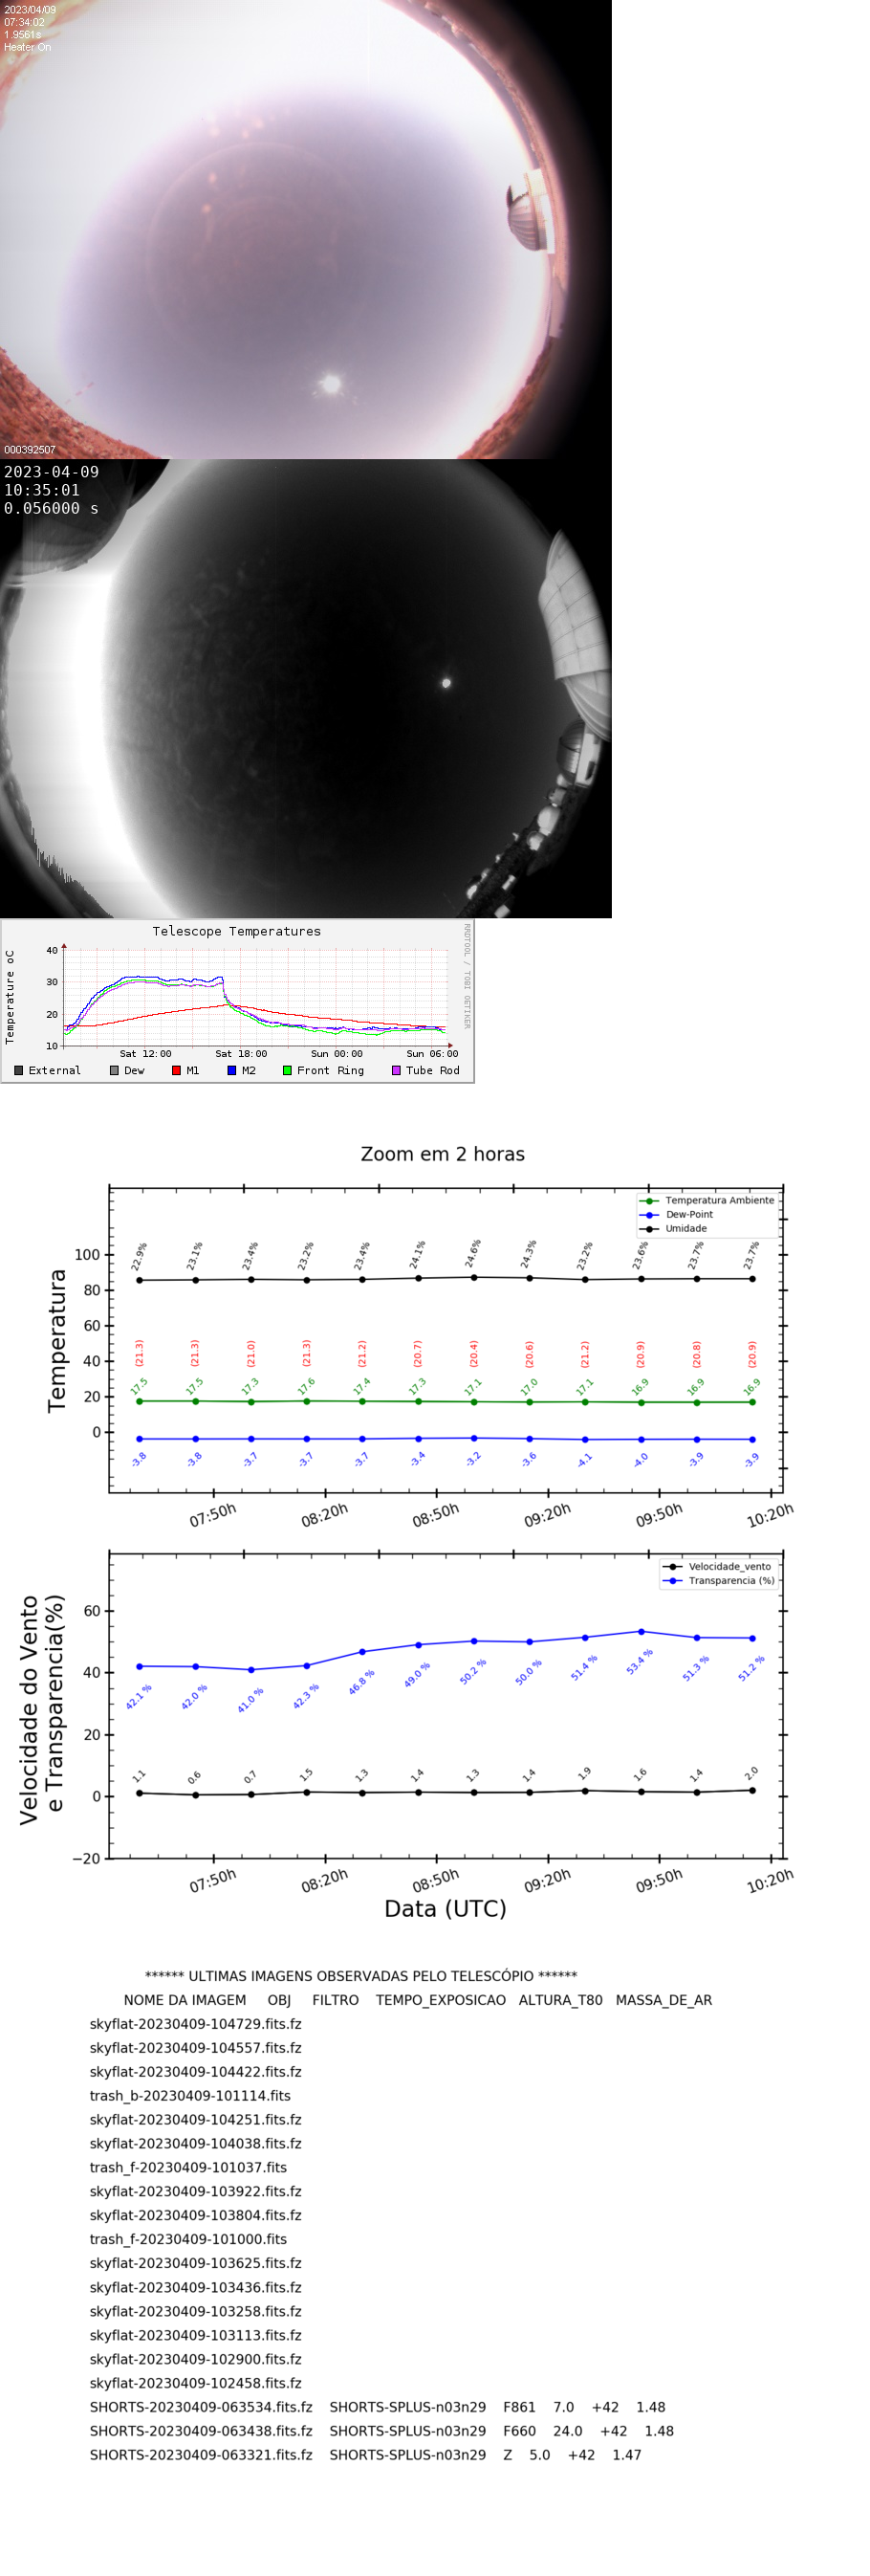 2023/04/09
07:34:02
1.9561s
Heater On
000392507
2023-04-09
10:35:01
0.056000 s
Telescope Temperatures
RRDTOOL / TOBI OETIKER
Temperature oC
40
30
20
10
Sat 12:00 Sat 18:00 Sun 00:00 Sun 06:00
External Dew M1 M2 Front Ring Tube Rod
Zoom em 2 horas
Temperatura Ambiente
Dew-Point
Umidade
Temperatura
100
80
60
40
20
0
22.9% 23.1% 23.4% 23.2% 23.4% 24.1% 24.6% 24.3% 23.2% 23.6% 23.7% 23.7%
(21.3) (21.3) (21.0) (21.3) (21.2) (20.7) (20.4) (20.6) (21.2) (20.9) (20.8) (20.9)
17.5 17.5 17.3 17.6 17.4 17.3 17.1 17.0 17.1 16.9 16.9 16.9
-3.8 -3.8 -3.7 -3.7 -3.7 -3.4 -3.2 -3.6 -4.1 -4.0 -3.9 -3.9
07:50h 08:20h 08:50h 09:20h 09:50h 10:20h
Velocidade_vento
Transparencia (%)
Velocidade do Vento
e Transparencia(%)
60
40
20
0
−20
42.1 % 42.0 % 41.0 % 42.3 % 46.8 % 49.0 % 50.2 % 50.0 % 51.4 % 53.4 % 51.3 % 51.2 %
1.1 0.6 0.7 1.5 1.3 1.4 1.3 1.4 1.9 1.6 1.4 2.0
07:50h 08:20h 08:50h 09:20h 09:50h 10:20h
Data (UTC)
****** ULTIMAS IMAGENS OBSERVADAS PELO TELESCÓPIO ******
NOME DA IMAGEM OBJ FILTRO TEMPO_EXPOSICAO ALTURA_T80 MASSA_DE_AR
skyflat-20230409-104729.fits.fz
skyflat-20230409-104557.fits.fz
skyflat-20230409-104422.fits.fz
trash_b-20230409-101114.fits
skyflat-20230409-104251.fits.fz
skyflat-20230409-104038.fits.fz
trash_f-20230409-101037.fits
skyflat-20230409-103922.fits.fz
skyflat-20230409-103804.fits.fz
trash_f-20230409-101000.fits
skyflat-20230409-103625.fits.fz
skyflat-20230409-103436.fits.fz
skyflat-20230409-103258.fits.fz
skyflat-20230409-103113.fits.fz
skyflat-20230409-102900.fits.fz
skyflat-20230409-102458.fits.fz
SHORTS-20230409-063534.fits.fz SHORTS-SPLUS-n03n29 F861 7.0 +42 1.48
SHORTS-20230409-063438.fits.fz SHORTS-SPLUS-n03n29 F660 24.0 +42 1.48
SHORTS-20230409-063321.fits.fz SHORTS-SPLUS-n03n29 Z 5.0 +42 1.47